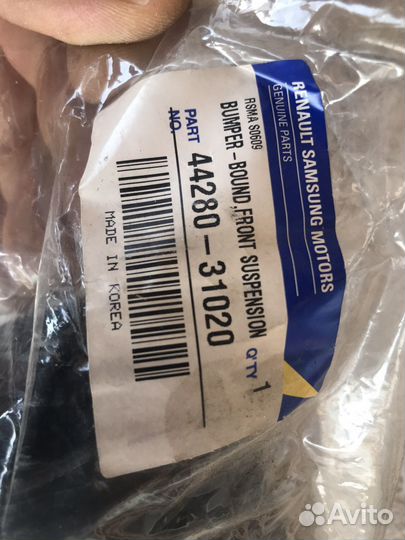 RENAULT SAMSUNG MOTORS
GENUINE PARTS
RSMA S0609
BUMPER-BOUND,FRONT SUSPENSION
PART NO. 44280-31020
Q'TY 1
MADE IN KOREA
Avito